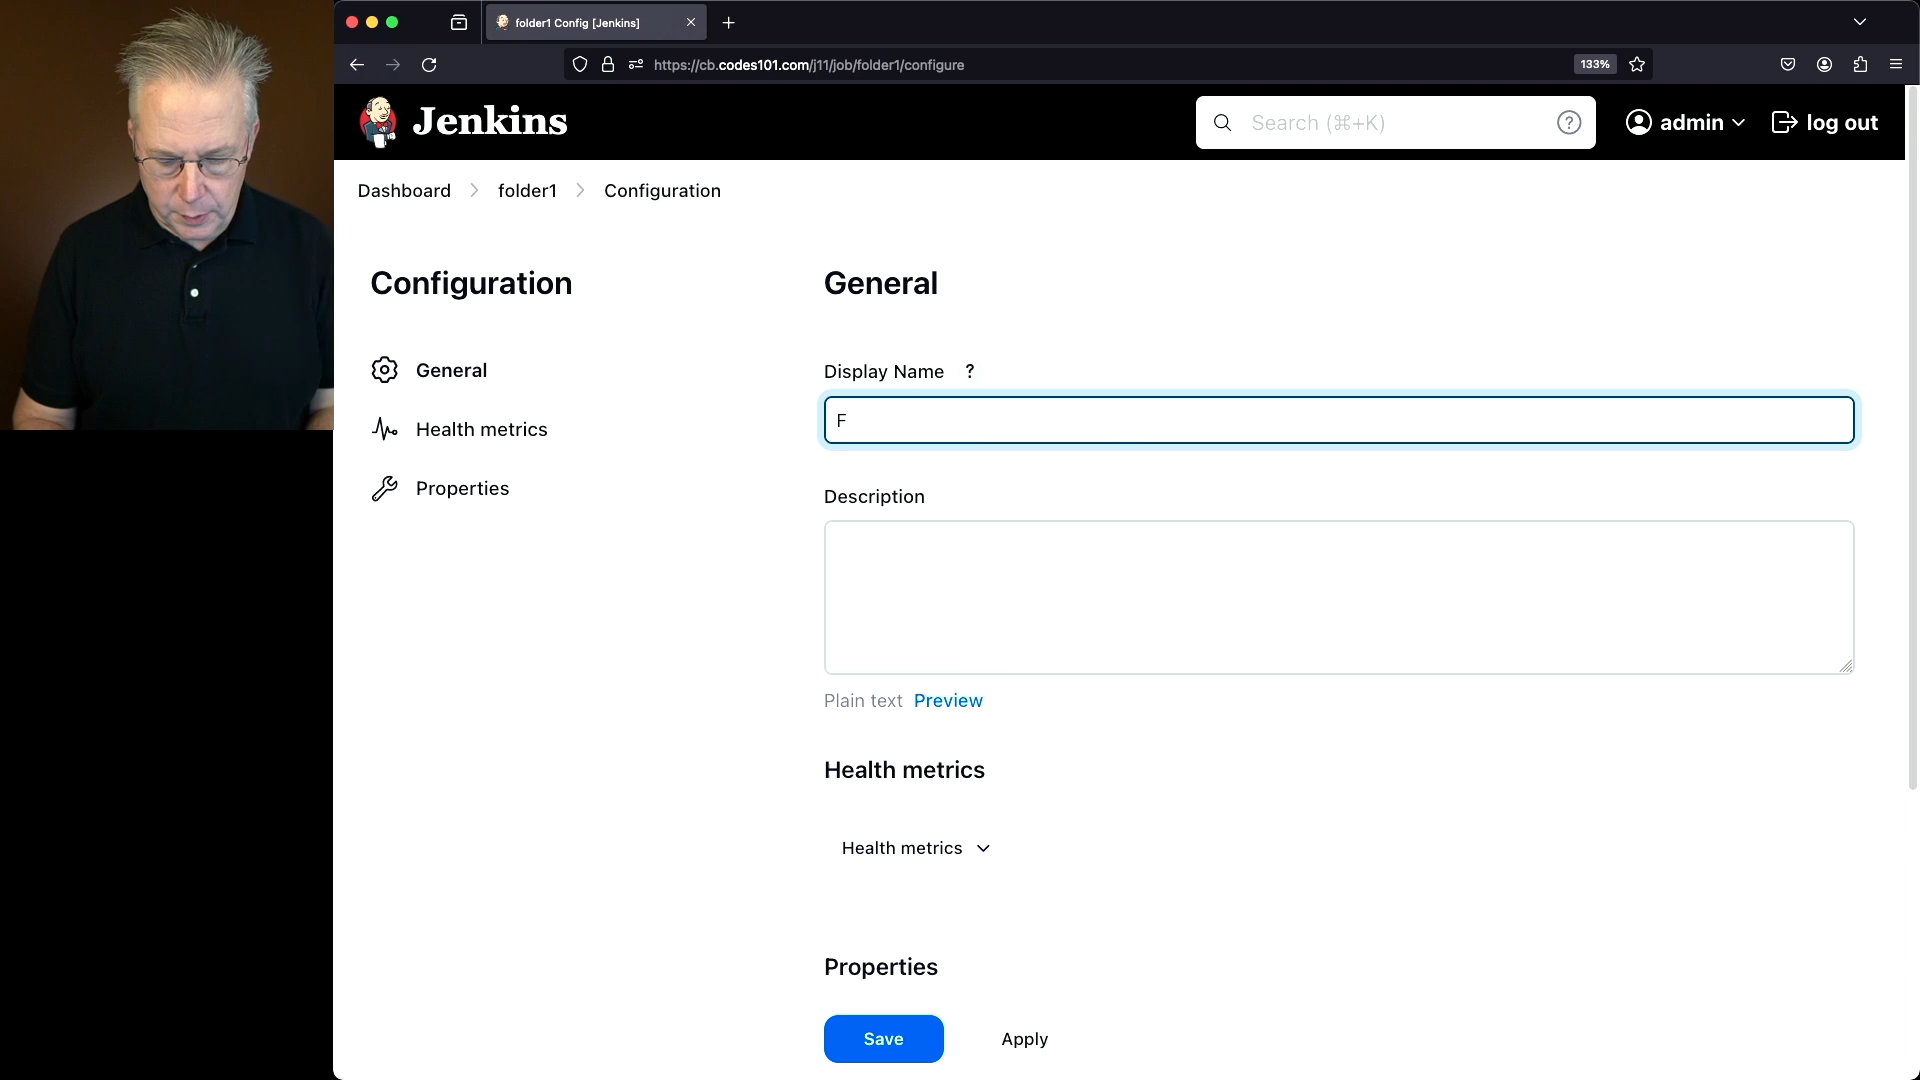 folder1 Config [Jenkins]
https://cb.codes101.com/j11/job/folder1/configure
133%
Jenkins
Search (⌘+K)
admin
log out
Dashboard
folder1
Configuration
Configuration
General
Health metrics
Properties
General
Display Name ?
F
Description
Plain text Preview
Health metrics
Health metrics
Properties
Save
Apply